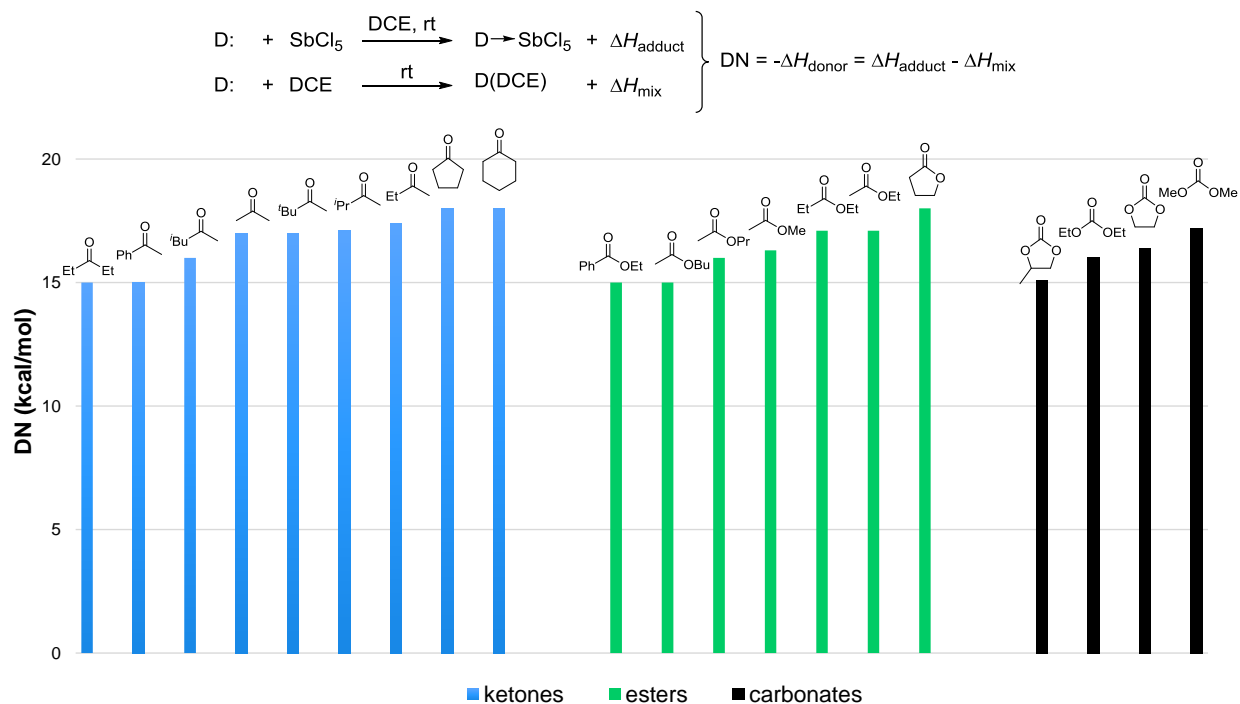 D: + SbCl5 DCE, rt D→SbCl5 + ΔHadduct
D: + DCE rt D(DCE) + ΔHmix
DN = -ΔHdonor = ΔHadduct - ΔHmix
DN (kcal/mol)
20
15
10
5
0
O
Et Et
O
Ph
O
iBu
O
O
tBu
O
iPr
O
Et
O
O
O
Ph OEt
O
OBu
O
OPr
O
OMe
O
Et OEt
O
OEt
O
O
O
O O
O
EtO OEt
O
O O
O
MeO OMe
ketones esters carbonates